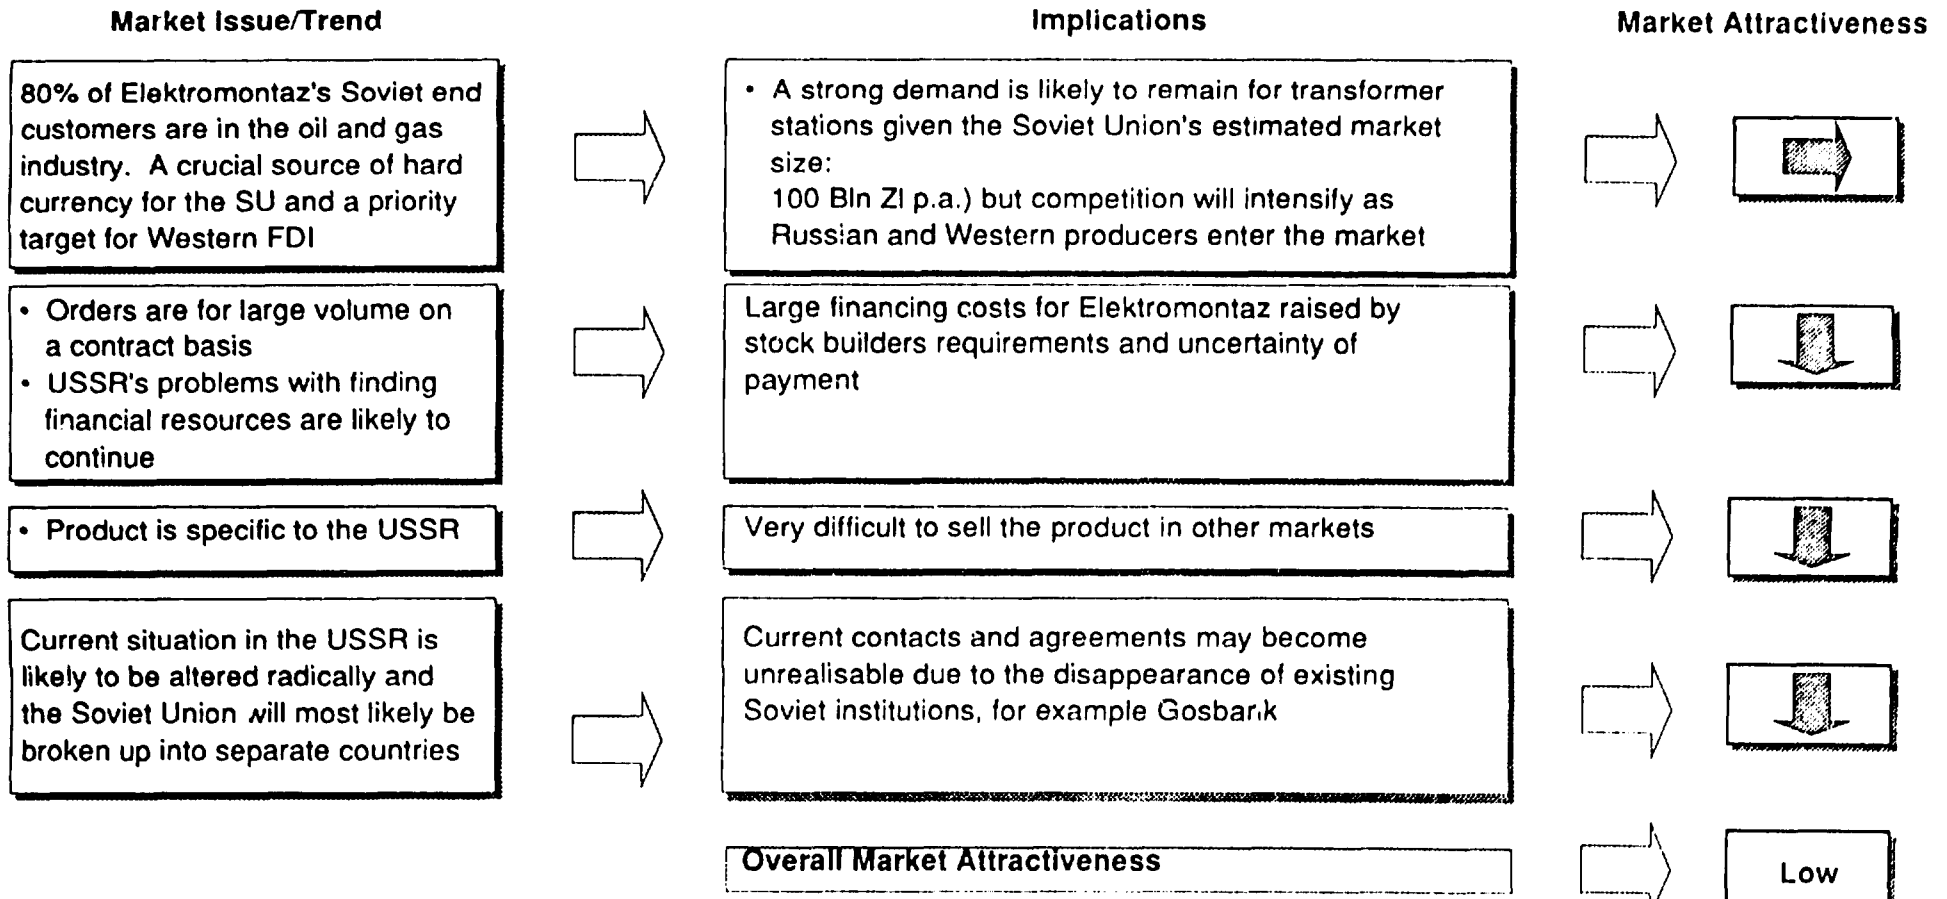 Market Issue/Trend
Implications
Market Attractiveness
80% of Elektromontaz's Soviet end
customers are in the oil and gas
industry. A crucial source of hard
currency for the SU and a priority
target for Western FDI
• A strong demand is likely to remain for transformer
stations given the Soviet Union's estimated market
size:
100 Bln Zl p.a.) but competition will intensify as
Russian and Western producers enter the market
• Orders are for large volume on
a contract basis
• USSR's problems with finding
financial resources are likely to
continue
Large financing costs for Elektromontaz raised by
stock builders requirements and uncertainty of
payment
• Product is specific to the USSR
Very difficult to sell the product in other markets
Current situation in the USSR is
likely to be altered radically and
the Soviet Union will most likely be
broken up into separate countries
Current contacts and agreements may become
unrealisable due to the disappearance of existing
Soviet institutions, for example Gosbank
Overall Market Attractiveness
Low